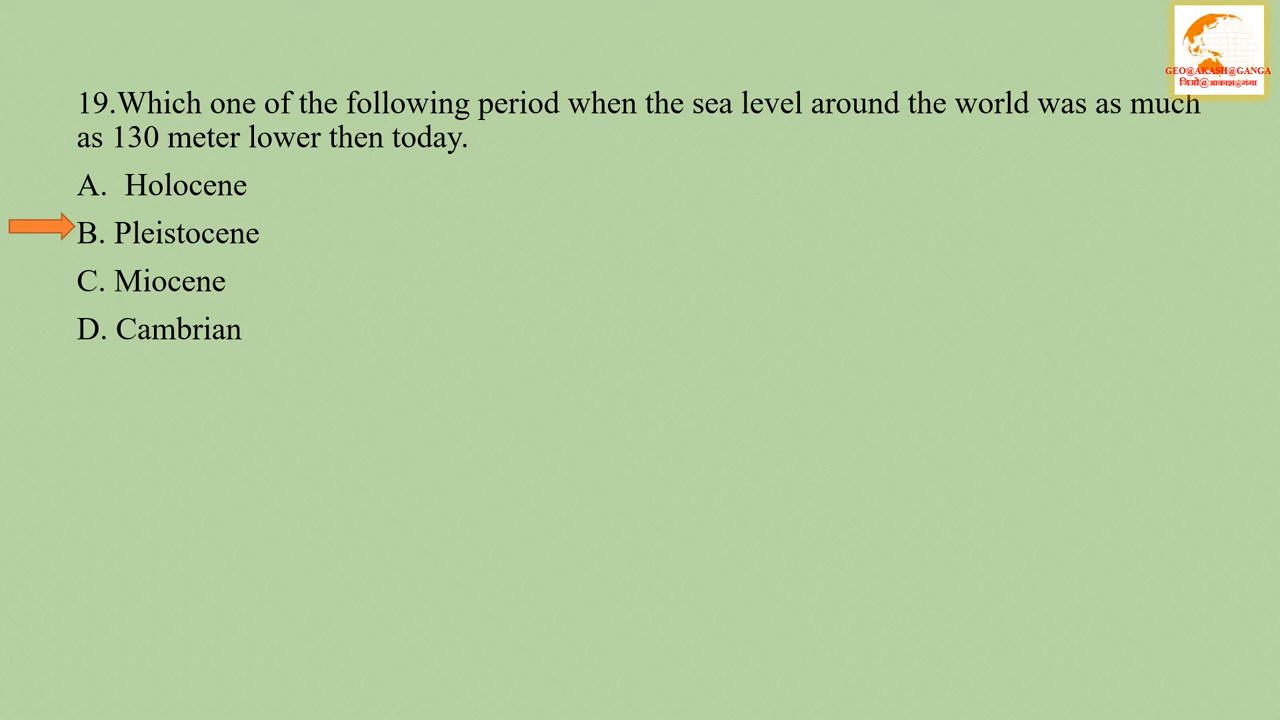 GEO@AKASH@GANGA
जिओ@आकाश@गंगा
19.Which one of the following period when the sea level around the world was as much
as 130 meter lower then today.
A. Holocene
B. Pleistocene
C. Miocene
D. Cambrian